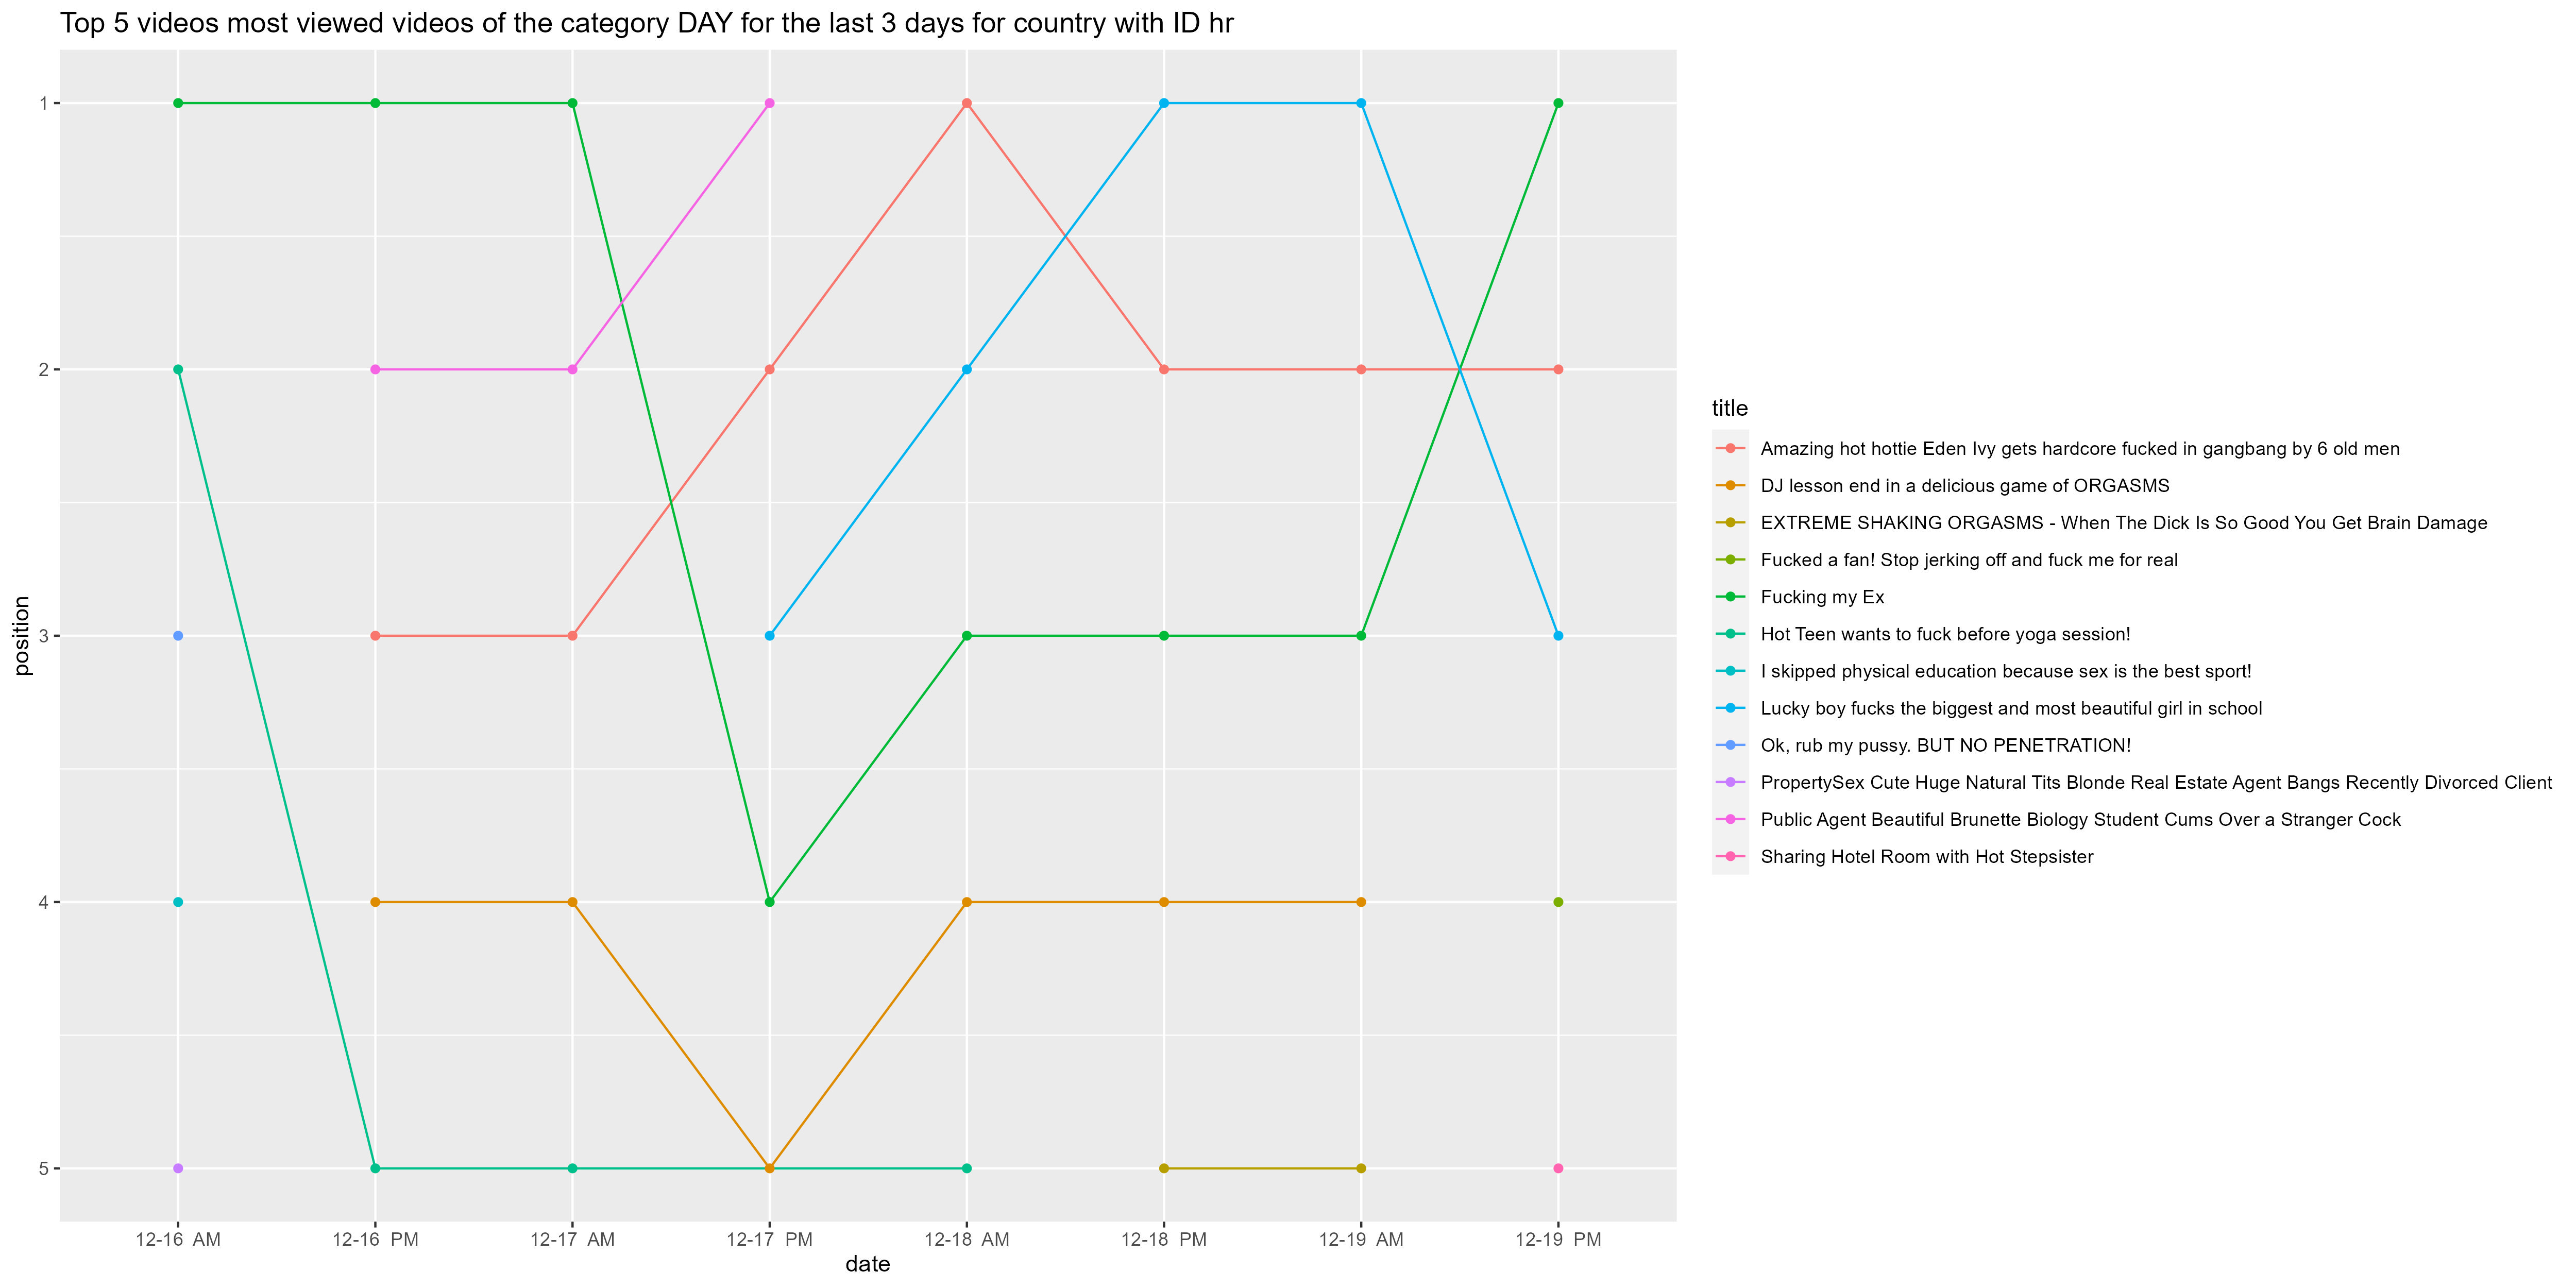 Top 5 videos most viewed videos of the category DAY for the last 3 days for country with ID hr
position
1
2
3
4
5
12-16 AM
12-16 PM
12-17 AM
12-17 PM
12-18 AM
12-18 PM
12-19 AM
12-19 PM
date
title
Amazing hot hottie Eden Ivy gets hardcore fucked in gangbang by 6 old men
DJ lesson end in a delicious game of ORGASMS
EXTREME SHAKING ORGASMS - When The Dick Is So Good You Get Brain Damage
Fucked a fan! Stop jerking off and fuck me for real
Fucking my Ex
Hot Teen wants to fuck before yoga session!
I skipped physical education because sex is the best sport!
Lucky boy fucks the biggest and most beautiful girl in school
Ok, rub my pussy. BUT NO PENETRATION!
PropertySex Cute Huge Natural Tits Blonde Real Estate Agent Bangs Recently Divorced Client
Public Agent Beautiful Brunette Biology Student Cums Over a Stranger Cock
Sharing Hotel Room with Hot Stepsister